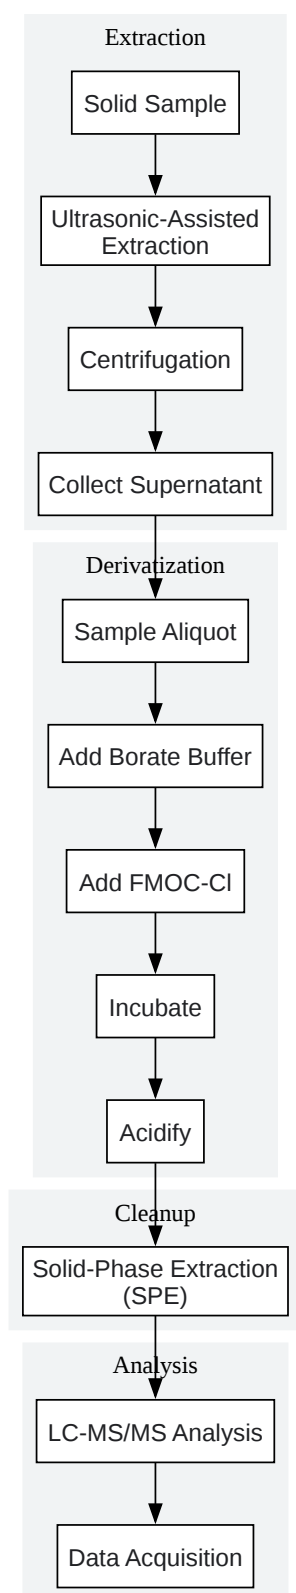 Extraction
Solid Sample
Ultrasonic-Assisted
Extraction
Centrifugation
Collect Supernatant
Derivatization
Sample Aliquot
Add Borate Buffer
Add FMOC-Cl
Incubate
Acidify
Cleanup
Solid-Phase Extraction
(SPE)
Analysis
LC-MS/MS Analysis
Data Acquisition